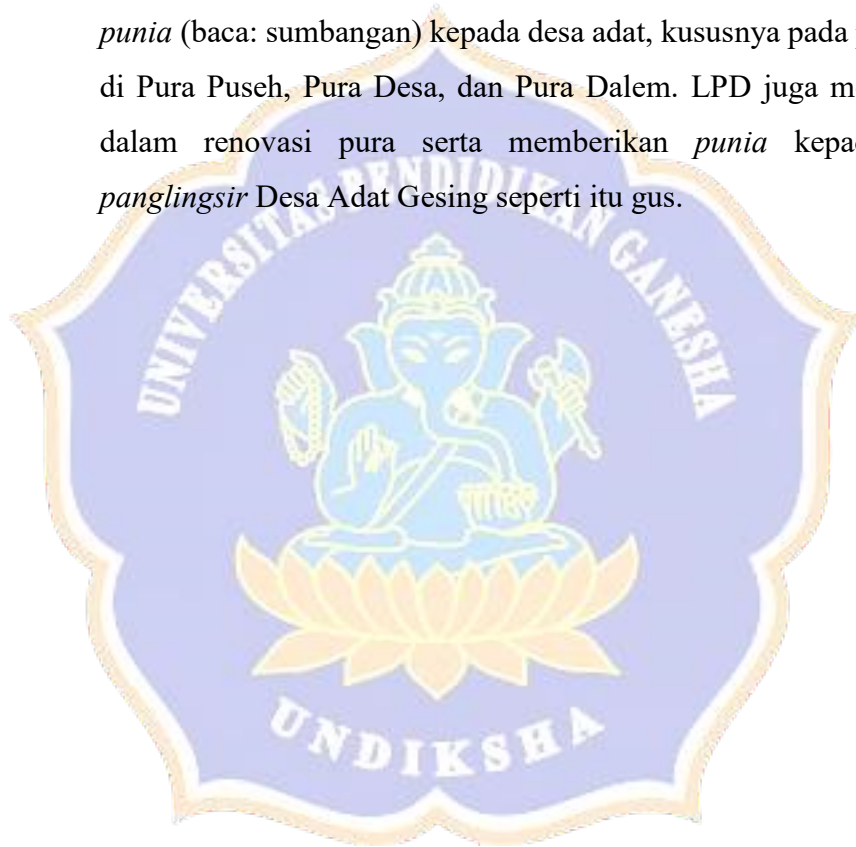 punia (baca: sumbangan) kepada desa adat, kususnya pada
di Pura Puseh, Pura Desa, dan Pura Dalem. LPD juga
dalam renovasi pura serta memberikan punia
panglingsir Desa Adat Gesing seperti itu gus.
UNIVERSITAS PENDIDIKAN GANESHA
UNDIKSHA